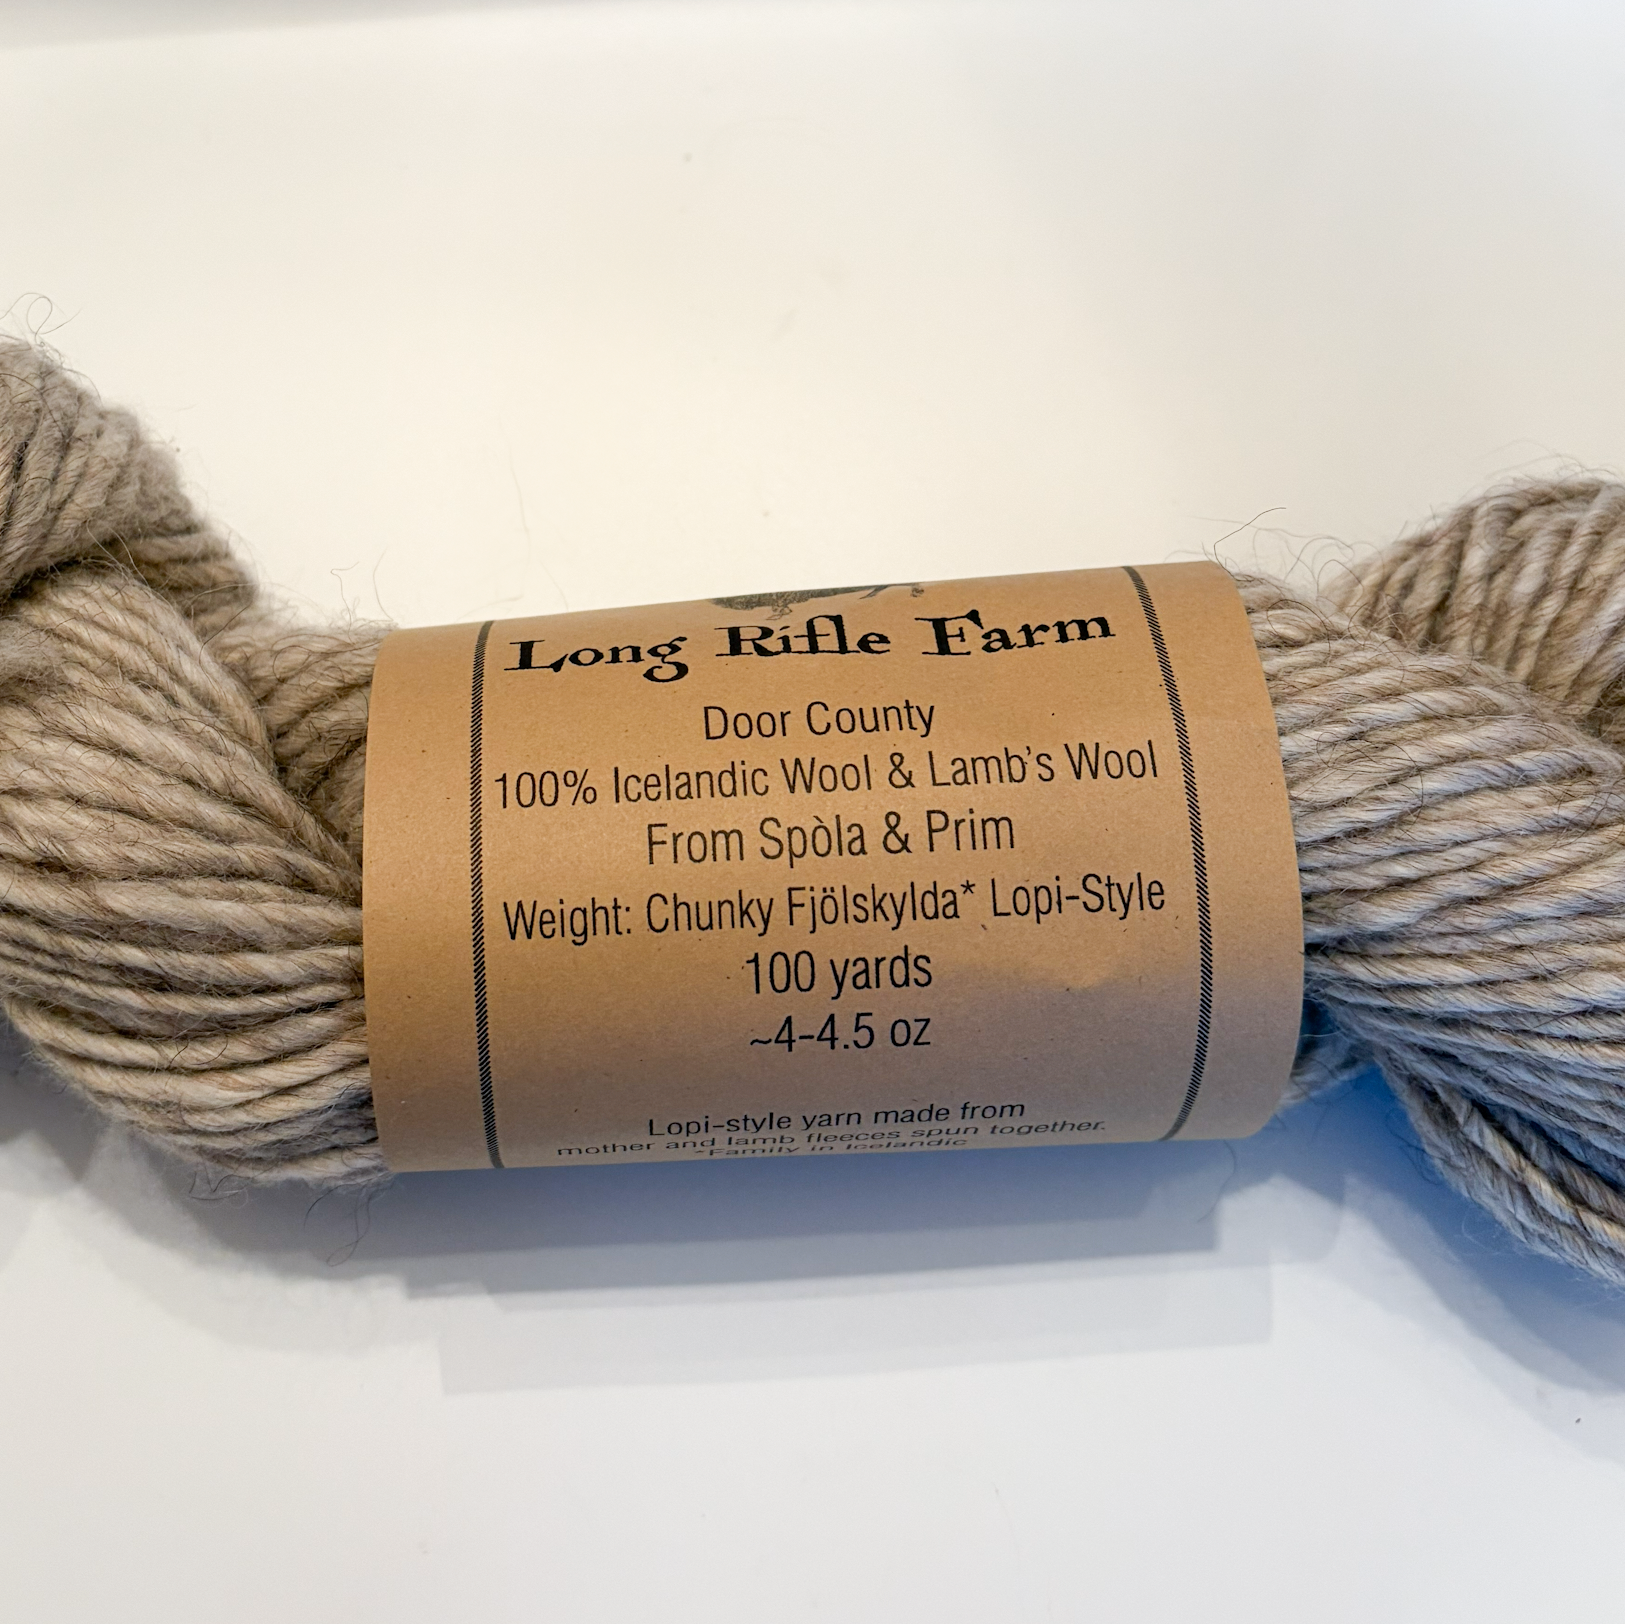 Long Rifle Farm
Door County
100% Icelandic Wool & Lamb's Wool
From Spòla & Prim
Weight: Chunky Fjölskylda* Lopi-Style
100 yards
~4-4.5 oz
Lopi-style yarn made from
mother and lamb fleeces spun together.
*Family in Icelandic